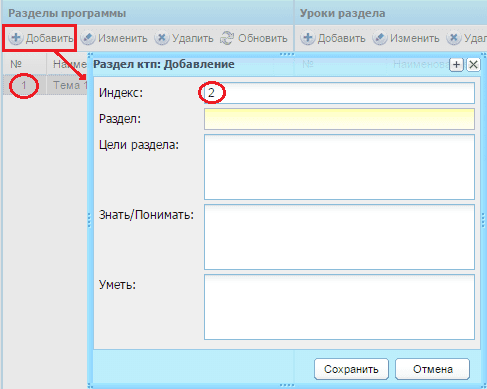 Разделы программы Уроки раздела
Добавить Изменить Удалить Обновить Добавить Изменить
№ № 
Раздел ктп: Добавление
1 Тема 1
Индекс: 2
Раздел:
Цели раздела:
Знать/Понимать:
Уметь:
Сохранить Отмена